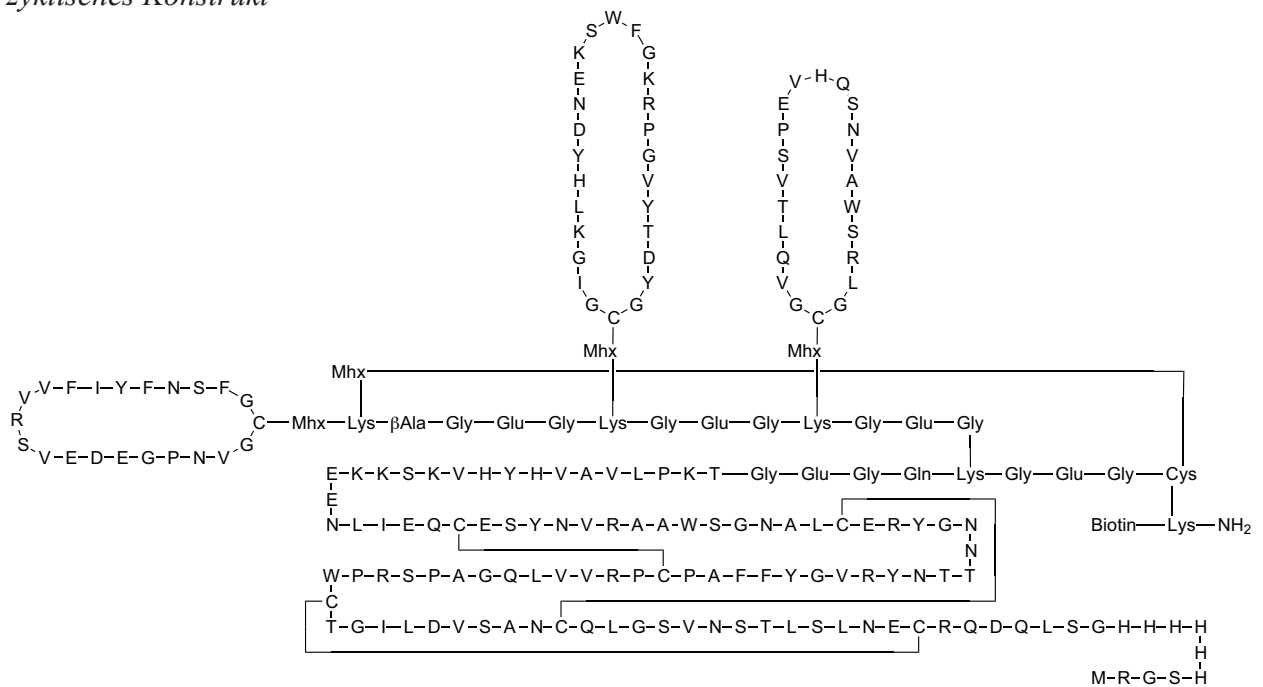 zyklisches Konstrukt
G-I-G-K-L-H-Y-D-N-E-K-S-W-F-G-K-R-P-G-V-Y-T-D-Y-G-C
G-V-Q-L-T-V-S-P-E-V-H-Q-S-N-V-A-W-S-R-L-G-C
Mhx Mhx
Mhx
R-V-V-F-I-Y-F-N-S-F-G
C-Mhx-Lys-βAla-Gly-Glu-Gly-Lys-Gly-Glu-Gly-Lys-Gly-Glu-Gly
S-V-E-D-E-G-P-N-V-G
E-K-K-S-K-V-H-Y-H-V-A-V-L-P-K-T-Gly-Glu-Gly-Gln-Lys-Gly-Glu-Gly-Cys
E
N-L-I-E-Q-C-E-S-Y-N-V-R-A-A-W-S-G-N-A-L-C-E-R-Y-G-N
Biotin-Lys-NH2
N
W-P-R-S-P-A-G-Q-L-V-V-R-P-C-P-A-F-F-Y-G-V-R-Y-N-T-T
C
T-G-I-L-D-V-S-A-N-C-Q-L-G-S-V-N-S-T-L-S-L-N-E-C-R-Q-D-Q-L-S-G-H-H-H-H
H
M-R-G-S-H